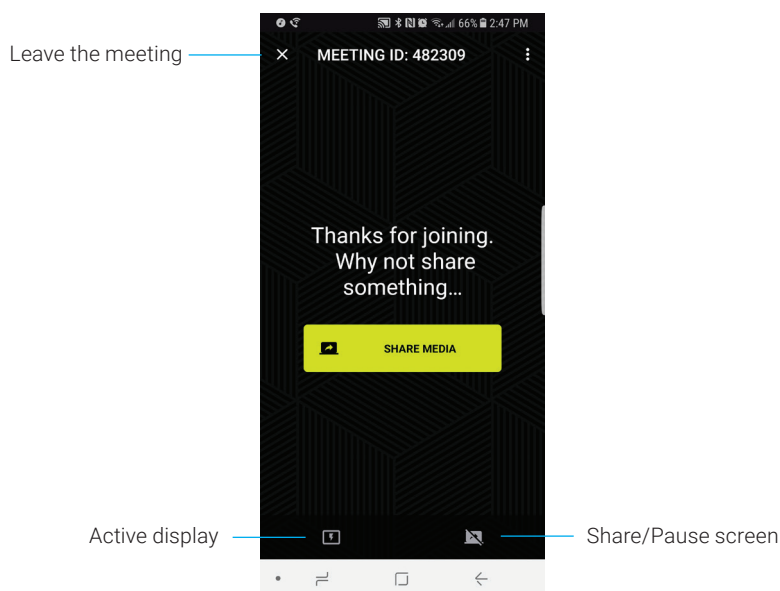 66% 2:47 PM
Leave the meeting
MEETING ID: 482309
Thanks for joining.
Why not share
something...
SHARE MEDIA
Active display
Share/Pause screen